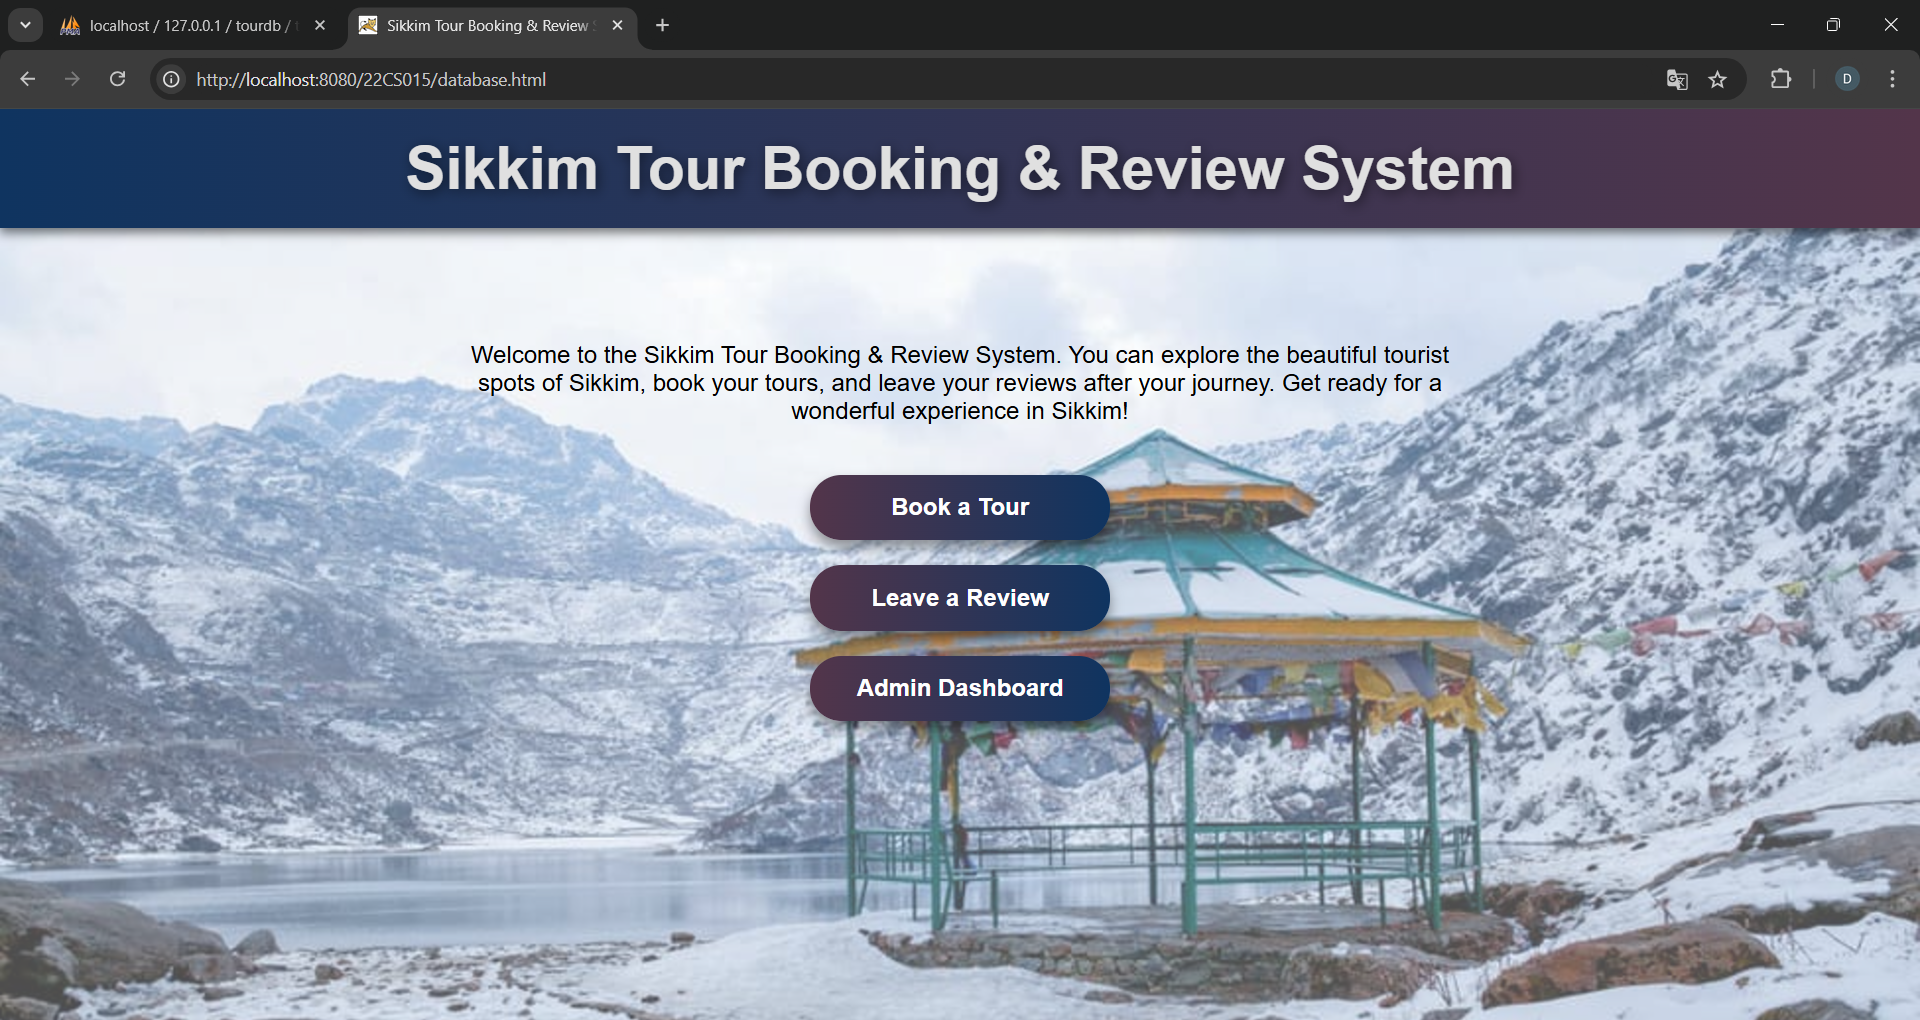 localhost / 127.0.0.1 / tourdb /
Sikkim Tour Booking & Review
http://localhost:8080/22CS015/database.html
D
Sikkim Tour Booking & Review System
Welcome to the Sikkim Tour Booking & Review System. You can explore the beautiful tourist
spots of Sikkim, book your tours, and leave your reviews after your journey. Get ready for a
wonderful experience in Sikkim!
Book a Tour
Leave a Review
Admin Dashboard